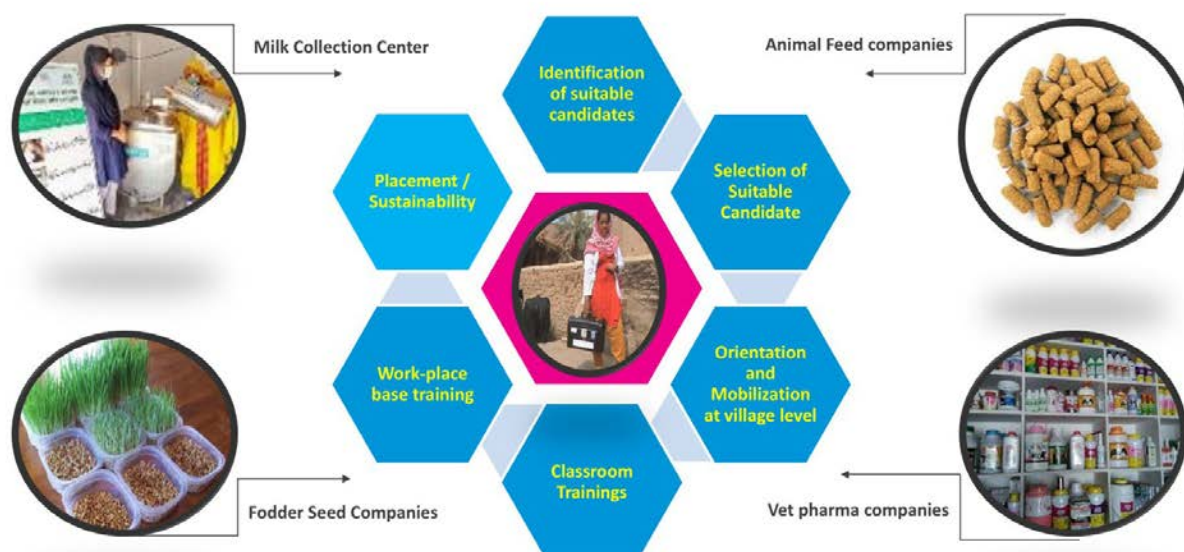 Milk Collection Center
Animal Feed companies
Identification
of suitable
candidates
Selection of
Suitable
Candidate
Orientation
and
Mobilization
at village level
Classroom
Trainings
Work-place
base training
Placement /
Sustainability
Fodder Seed Companies
Vet pharma companies